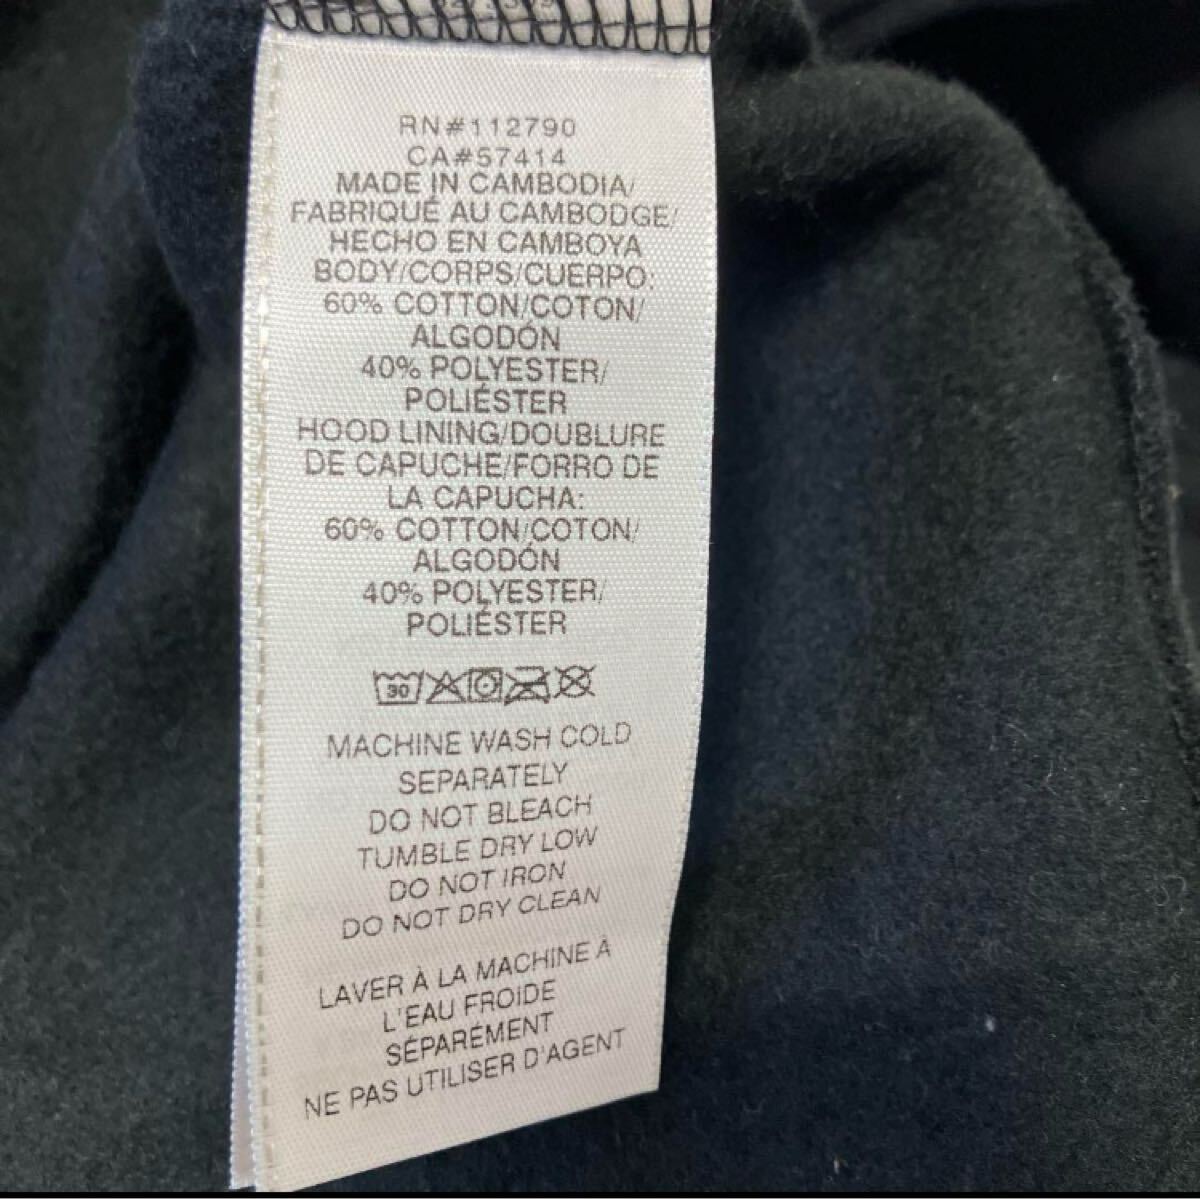 RN#112790
CA#57414
MADE IN CAMBODIA/
FABRIQUÉ AU CAMBODGE/
HECHO EN CAMBOYA
BODY/CORPS/CUERPO:
60% COTTON/COTON/
ALGODÓN
40% POLYESTER/
POLIÉSTER
HOOD LINING/DOUBLURE
DE CAPUCHE/FORRO DE
LA CAPUCHA:
60% COTTON/COTON/
ALGODÓN
40% POLYESTER/
POLIÉSTER
30
MACHINE WASH COLD
SEPARATELY
DO NOT BLEACH
TUMBLE DRY LOW
DO NOT IRON
DO NOT DRY CLEAN
LAVER À LA MACHINE À
L'EAU FROIDE
SÉPARÉMENT
NE PAS UTILISER D'AGENT